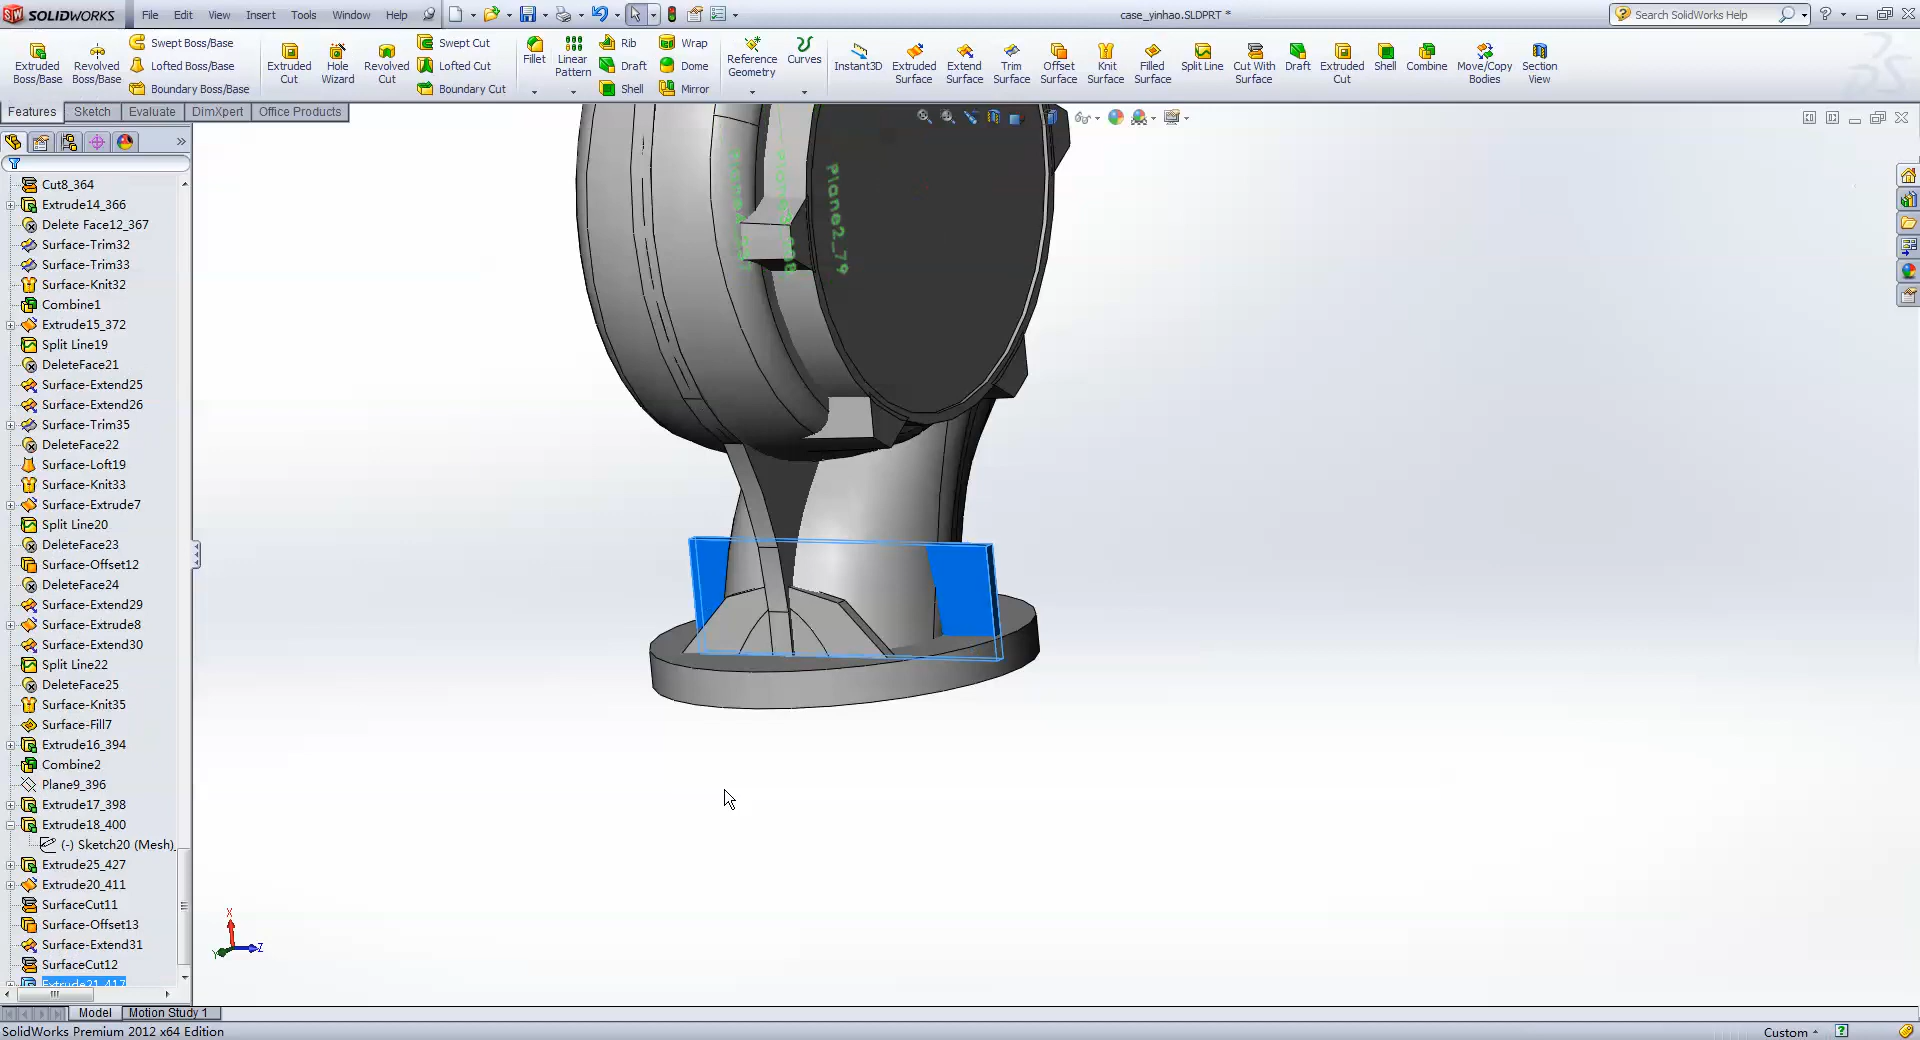 SOLIDWORKS File Edit View Insert Tools Window Help case_yinhao.SLDPRT * Search SolidWorks Help
Extruded Boss/Base
Revolved Boss/Base
Swept Boss/Base
Lofted Boss/Base
Boundary Boss/Base
Extruded Cut
Hole Wizard
Revolved Cut
Swept Cut
Lofted Cut
Boundary Cut
Fillet
Linear Pattern
Rib
Draft
Shell
Wrap
Dome
Mirror
Reference Geometry
Curves
Instant3D
Extruded Surface
Extend Surface
Trim Surface
Offset Surface
Knit Surface
Filled Surface
Split Line
Cut With Surface
Draft
Extruded Cut
Shell
Combine
Move/Copy Bodies
Section View
Features Sketch Evaluate DimXpert Office Products
Cut8_364
Extrude14_366
Delete Face12_367
Surface-Trim32
Surface-Trim33
Surface-Knit32
Combine1
Extrude15_372
Split Line19
DeleteFace21
Surface-Extend25
Surface-Extend26
Surface-Trim35
DeleteFace22
Surface-Loft19
Surface-Knit33
Surface-Extrude7
Split Line20
DeleteFace23
Surface-Offset12
DeleteFace24
Surface-Extend29
Surface-Extrude8
Surface-Extend30
Split Line22
DeleteFace25
Surface-Knit35
Surface-Fill7
Extrude16_394
Combine2
Plane9_396
Extrude17_398
Extrude18_400
(-) Sketch20 (Mesh)_
Extrude25_427
Extrude20_411
SurfaceCut11
Surface-Offset13
Surface-Extend31
SurfaceCut12
Extrude21_417
Plane2_79
X
Y
Z
Model Motion Study 1
SolidWorks Premium 2012 x64 Edition Custom